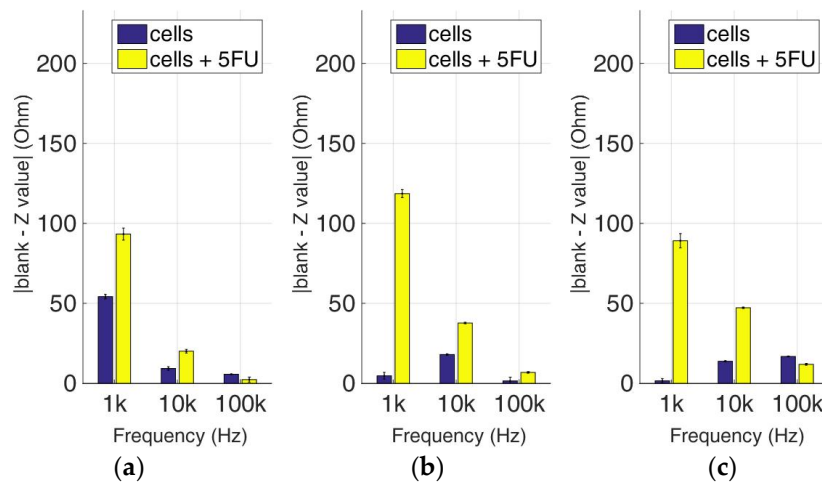 cells
cells + 5FU
200
150
100
50
0
|blank - Z value| (Ohm)
1k 10k 100k
Frequency (Hz)
(a)
cells
cells + 5FU
200
150
100
50
0
|blank - Z value| (Ohm)
1k 10k 100k
Frequency (Hz)
(b)
cells
cells + 5FU
200
150
100
50
0
|blank - Z value| (Ohm)
1k 10k 100k
Frequency (Hz)
(c)